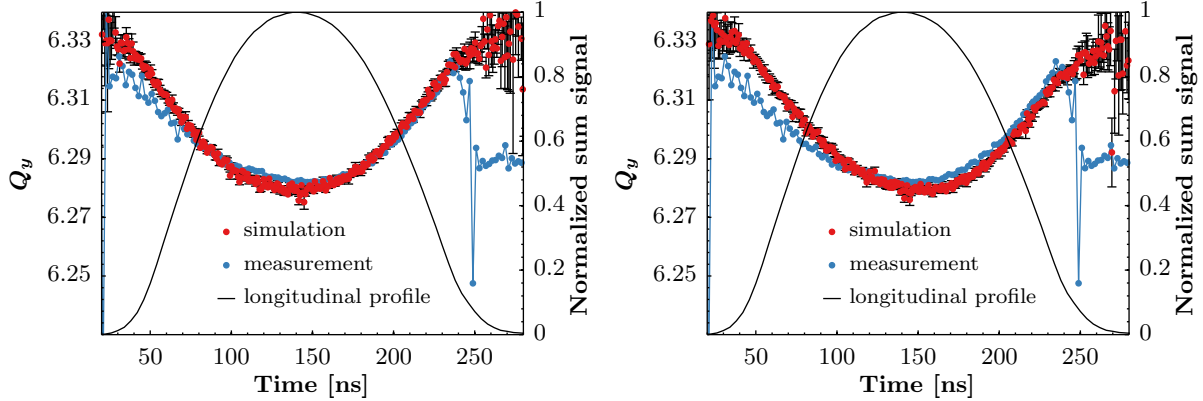 6.33
6.31
6.29
6.27
6.25
Q_y
simulation
measurement
longitudinal profile
50 100 150 200 250
Time [ns]
1
0.8
0.6
0.4
0.2
0
Normalized sum signal
6.33
6.31
6.29
6.27
6.25
Q_y
simulation
measurement
longitudinal profile
50 100 150 200 250
Time [ns]
1
0.8
0.6
0.4
0.2
0
Normalized sum signal